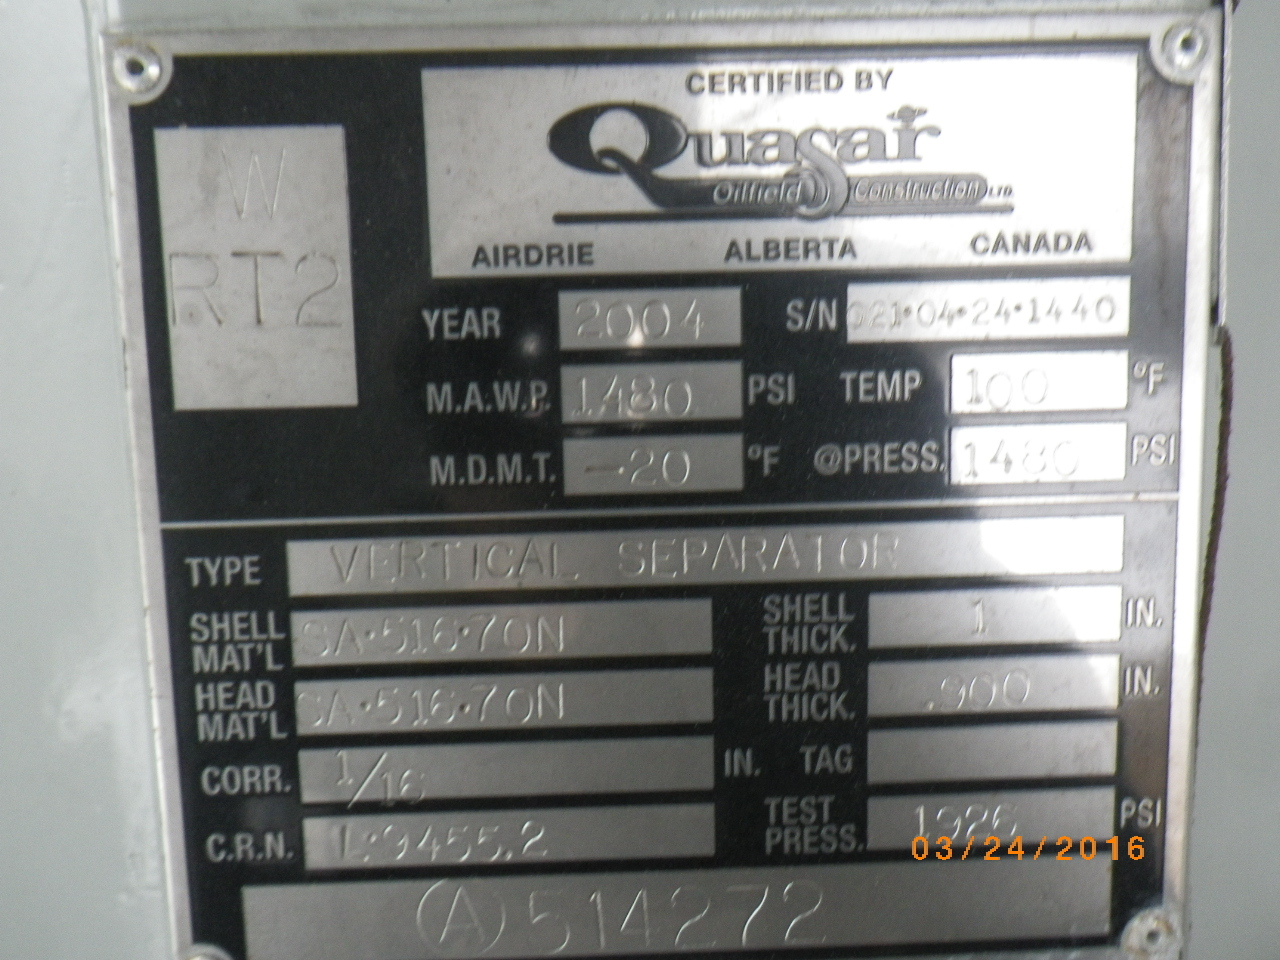 CERTIFIED BY
Quasar
Oilfield Construction LTD.
AIRDRIE ALBERTA CANADA
W
RT2
YEAR 2004 S/N 021·04·24·1440
M.A.W.P. 1480 PSI TEMP 100 °F
M.D.M.T. -20 °F @PRESS. 1480 PSI
TYPE VERTICAL SEPARATOR
SHELL MAT'L SA·516·70N SHELL THICK. 1 IN.
HEAD MAT'L SA·516·70N HEAD THICK. .900 IN.
CORR. 1/16 IN. TAG
C.R.N. L·9455.2 TEST PRESS. 1926 PSI
(A) 514272
03/24/2016